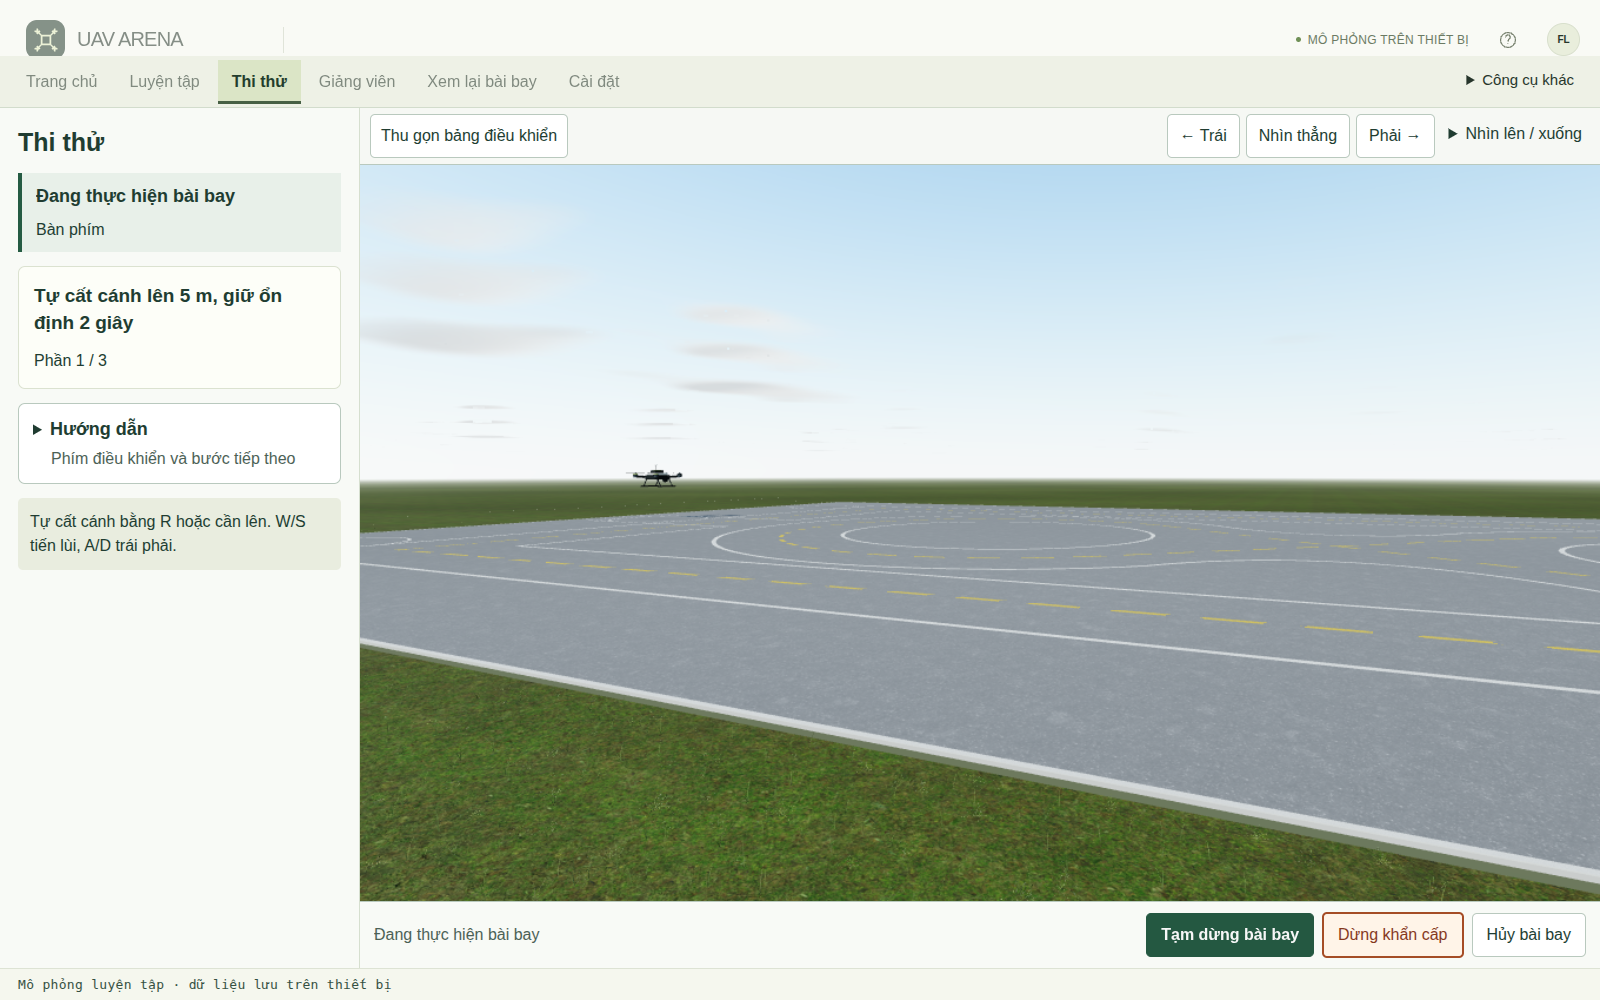 UAV ARENA
MÔ PHỎNG TRÊN THIẾT BỊ
FL
Trang chủ
Luyện tập
Thi thử
Giảng viên
Xem lại bài bay
Cài đặt
▶ Công cụ khác
Thi thử
Đang thực hiện bài bay
Bàn phím
Tự cất cánh lên 5 m, giữ ổn
định 2 giây
Phần 1 / 3
▶ Hướng dẫn
Phím điều khiển và bước tiếp theo
Tự cất cánh bằng R hoặc cần lên. W/S
tiến lùi, A/D trái phải.
Thu gọn bảng điều khiển
← Trái
Nhìn thẳng
Phải →
▶ Nhìn lên / xuống
Đang thực hiện bài bay
Tạm dừng bài bay
Dừng khẩn cấp
Hủy bài bay
Mô phỏng luyện tập · dữ liệu lưu trên thiết bị